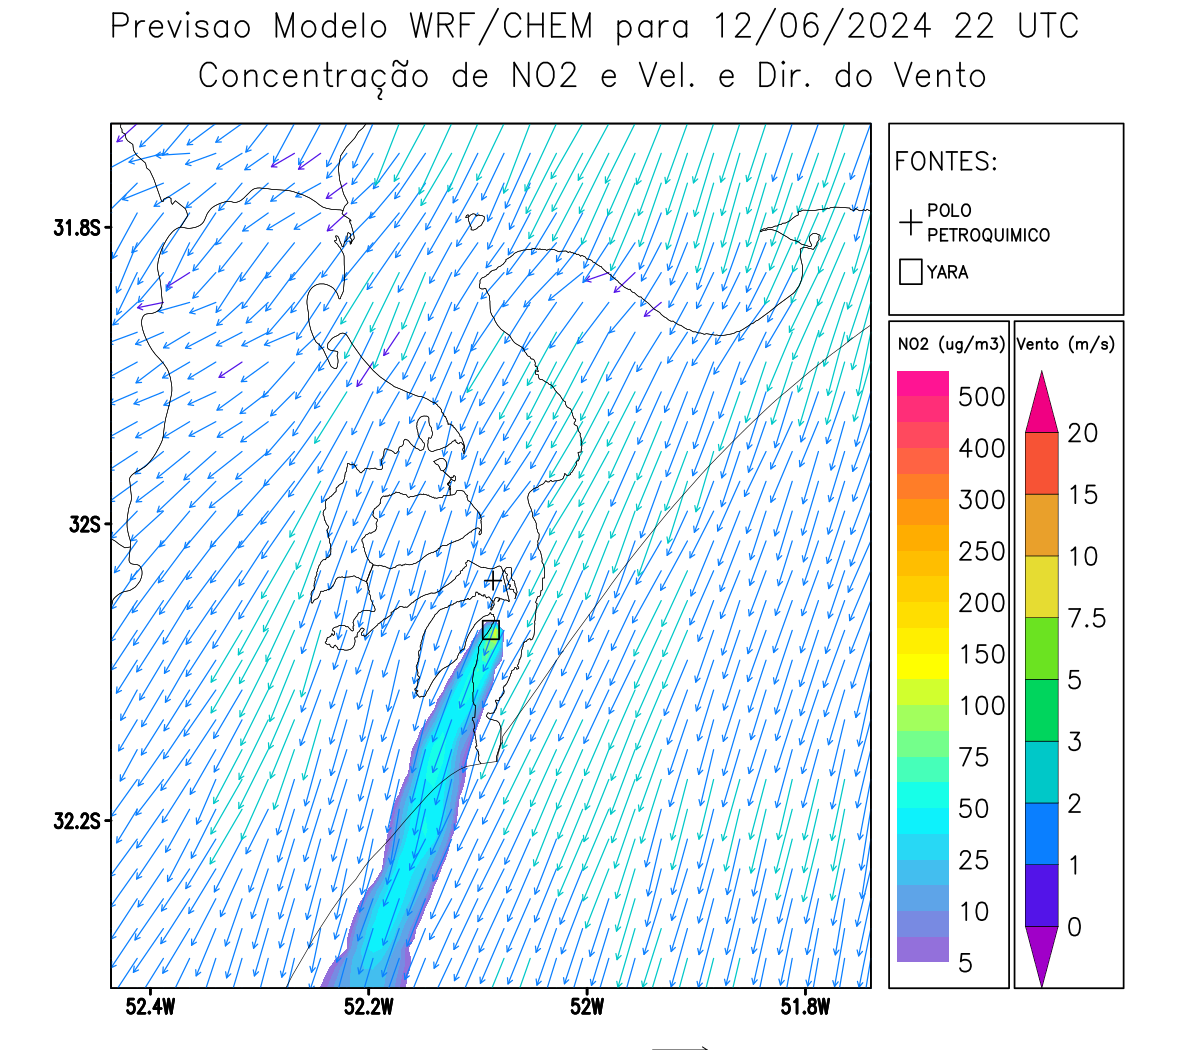 Previsao Modelo WRF/CHEM para 12/06/2024 22 UTC
Concentração de NO2 e Vel. e Dir. do Vento
FONTES:
POLO
PETROQUIMICO
YARA
NO2 (ug/m3)
500
400
300
250
200
150
100
75
50
25
10
5
Vento (m/s)
20
15
10
7.5
5
3
2
1
0
31.8S
32S
32.2S
52.4W 52.2W 52W 51.8W